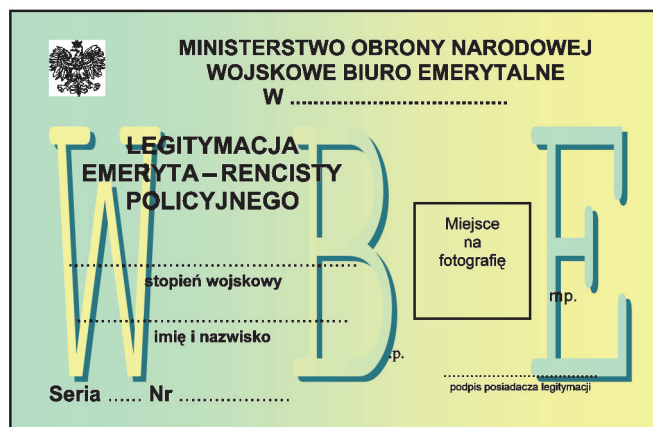 MINISTERSTWO OBRONY NARODOWEJ
WOJSKOWE BIURO EMERYTALNE
W ....................................
WBE
LEGITYMACJA
EMERYTA – RENCISTY
POLICYJNEGO
Miejsce
na
fotografię
stopień wojskowy
mp.
imię i nazwisko
.p.
podpis posiadacza legitymacji
Seria ...... Nr ..................